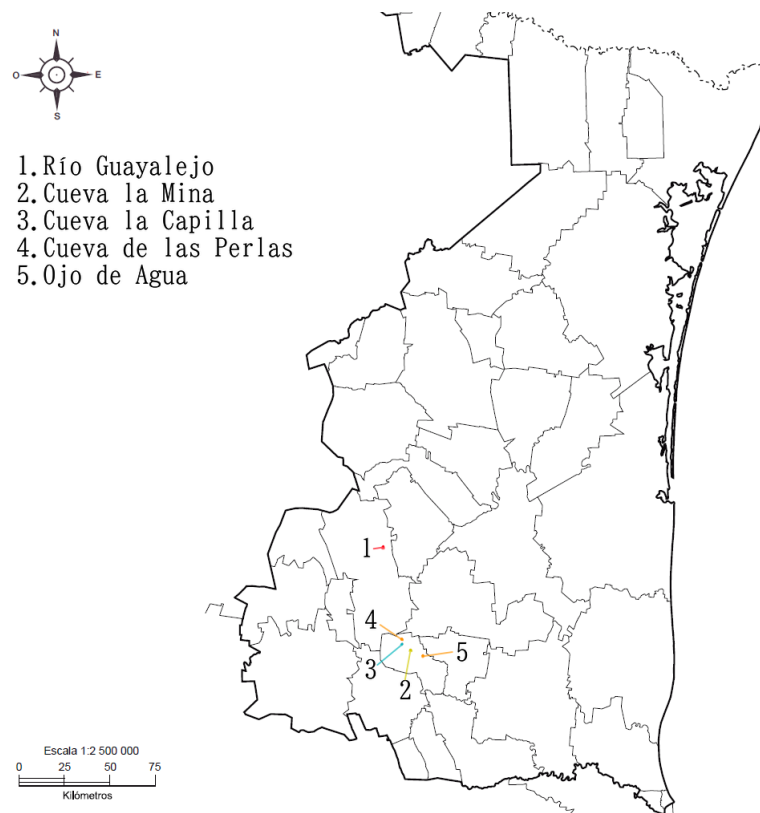 N
O E
S
1.Río Guayalejo
2.Cueva la Mina
3.Cueva la Capilla
4.Cueva de las Perlas
5.Ojo de Agua
1
4
3
5
2
Escala 1:2 500 000
0 25 50 75
Kilómetros